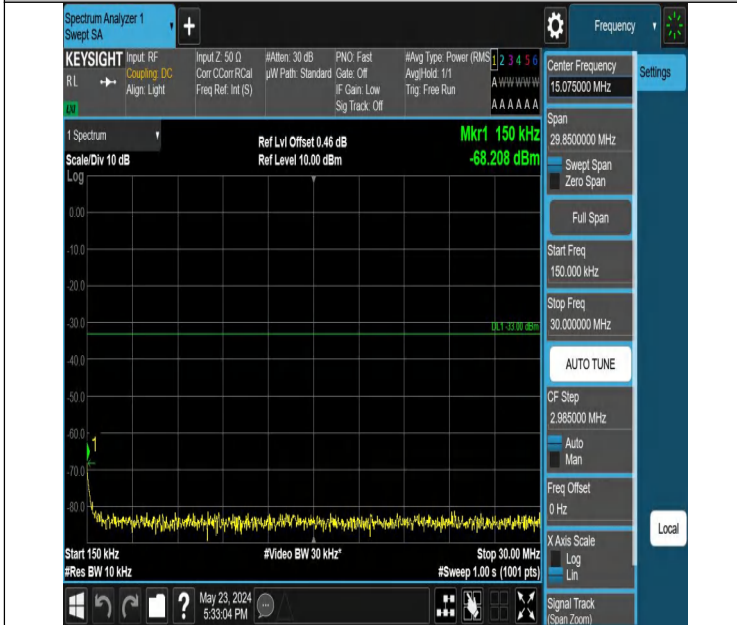 Spectrum Analyzer 1
Swept SA
+
Frequency
KEYSIGHT
RL
Input: RF
Coupling: DC
Align: Light
Input Z: 50 Ω
Corr CCorr RCal
Freq Ref: Int (S)
#Atten: 30 dB
µW Path: Standard
PNO: Fast
Gate: Off
IF Gain: Low
Sig Track: Off
#Avg Type: Power (RMS
Avg|Hold: 1/1
Trig: Free Run
1 2 3 4 5 6
A W W W W W
A A A A A A
1 Spectrum
Scale/Div 10 dB
Log
Ref Lvl Offset 0.46 dB
Ref Level 10.00 dBm
Mkr1 150 kHz
-68.208 dBm
0.00
-10.0
-20.0
-30.0
-40.0
-50.0
-60.0
-70.0
-80.0
DL1 -33.00 dBm
1
Start 150 kHz
#Res BW 10 kHz
#Video BW 30 kHz*
Stop 30.00 MHz
#Sweep 1.00 s (1001 pts)
?
May 23, 2024
5:33:04 PM
Center Frequency
15.075000 MHz
Settings
Span
29.8500000 MHz
Swept Span
Zero Span
Full Span
Start Freq
150.000 kHz
Stop Freq
30.000000 MHz
AUTO TUNE
CF Step
2.985000 MHz
Auto
Man
Freq Offset
0 Hz
X Axis Scale
Log
Lin
Local
Signal Track
(Span Zoom)